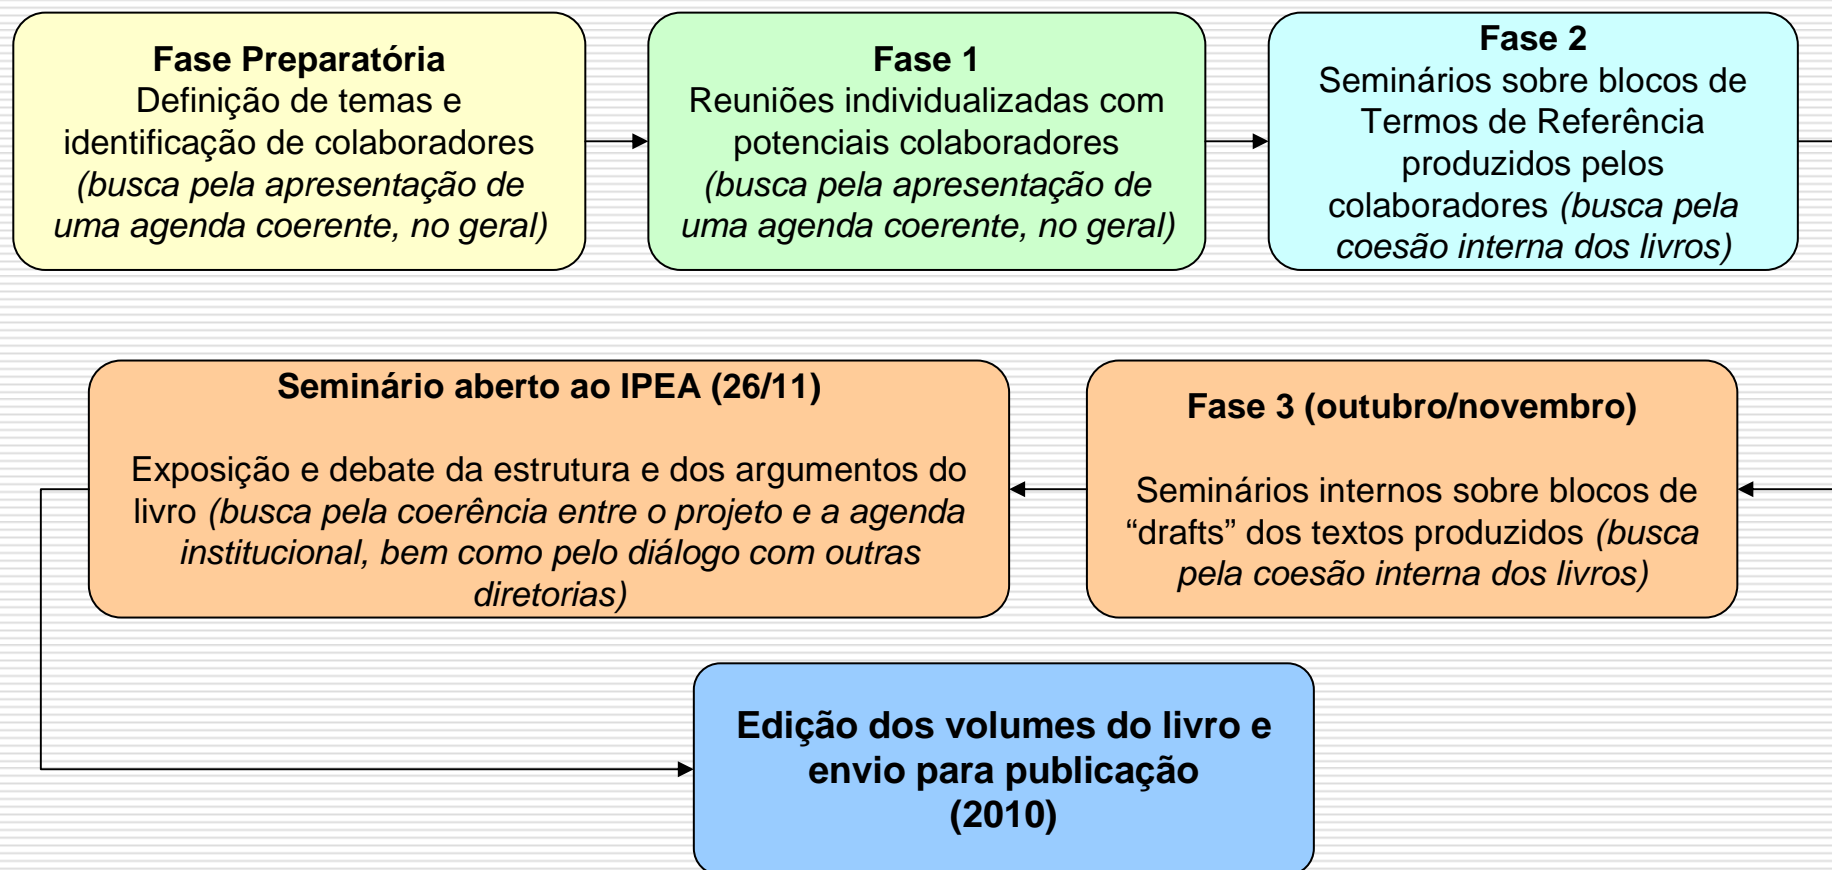 Fase Preparatória
Definição de temas e
identificação de colaboradores
(busca pela apresentação de
uma agenda coerente, no geral)
Fase 1
Reuniões individualizadas com
potenciais colaboradores
(busca pela apresentação de
uma agenda coerente, no geral)
Fase 2
Seminários sobre blocos de
Termos de Referência
produzidos pelos
colaboradores (busca pela
coesão interna dos livros)
Fase 3 (outubro/novembro)
Seminários internos sobre blocos de
“drafts” dos textos produzidos (busca
pela coesão interna dos livros)
Seminário aberto ao IPEA (26/11)
Exposição e debate da estrutura e dos argumentos do
livro (busca pela coerência entre o projeto e a agenda
institucional, bem como pelo diálogo com outras
diretorias)
Edição dos volumes do livro e
envio para publicação
(2010)